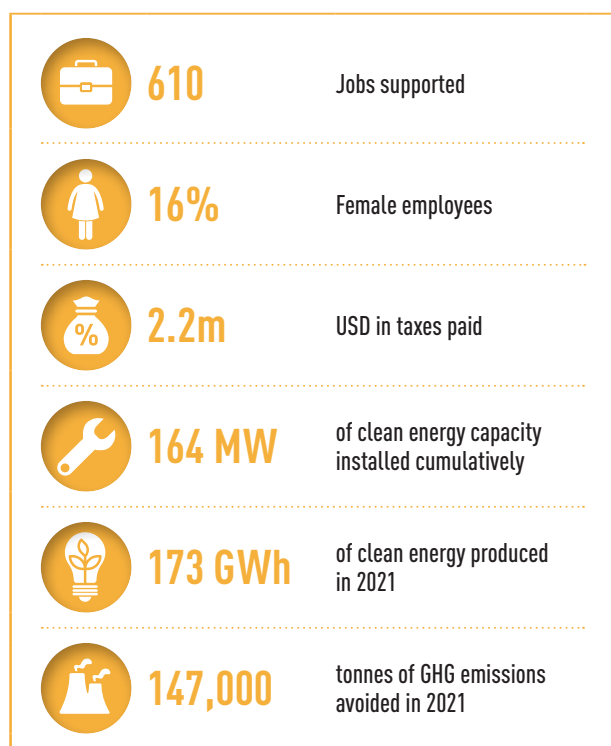 610 Jobs supported
16% Female employees
%
2.2m USD in taxes paid
164 MW of clean energy capacity
installed cumulatively
173 GWh of clean energy produced
in 2021
147,000 tonnes of GHG emissions
avoided in 2021